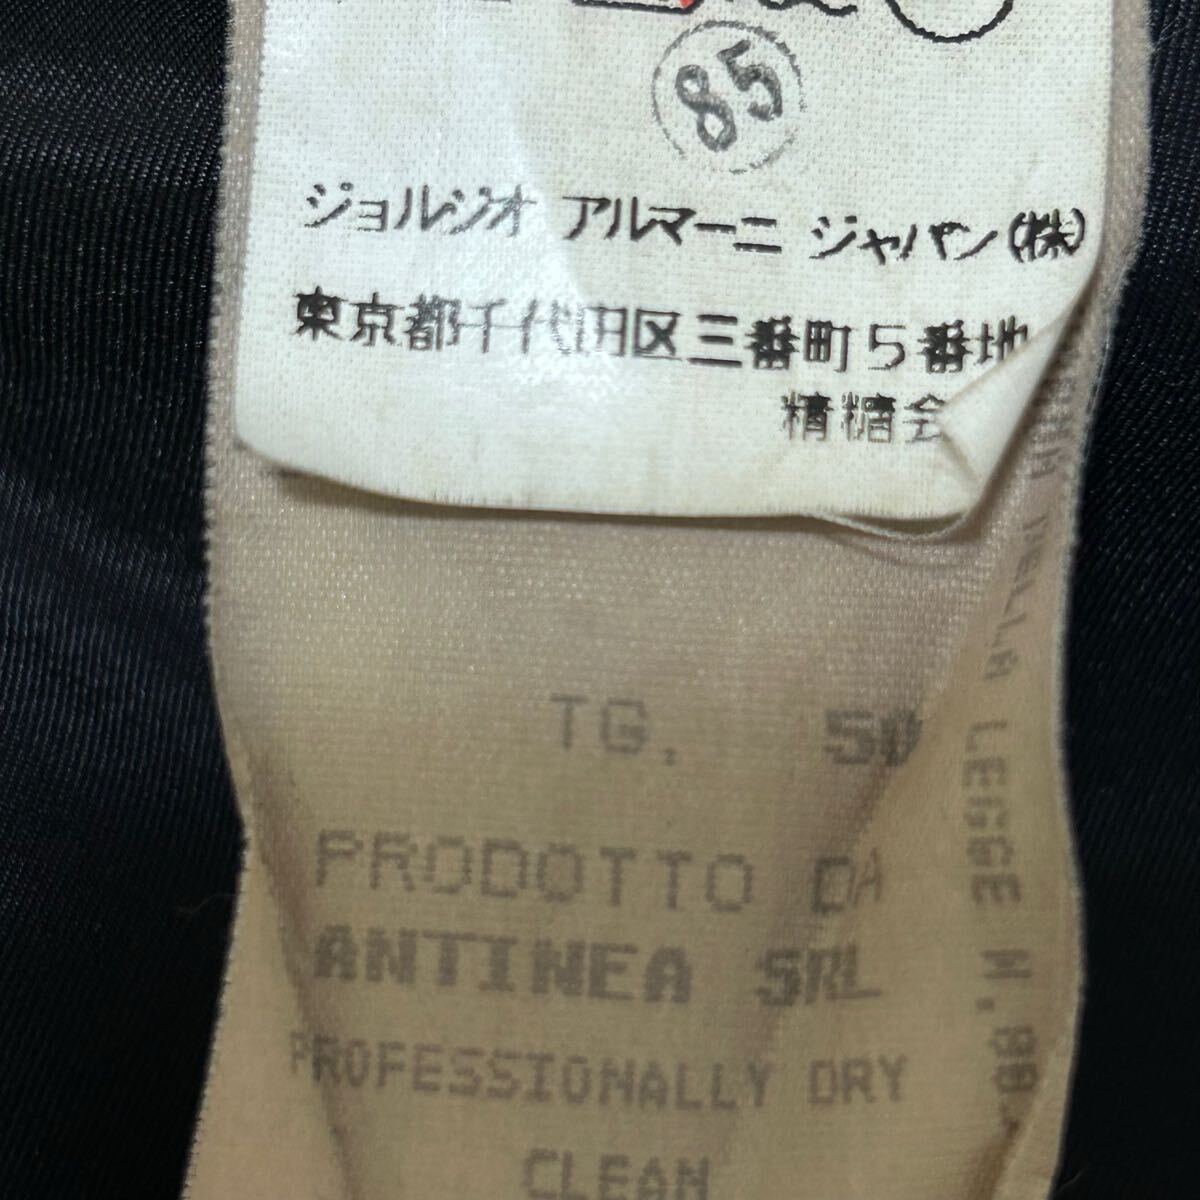 85
ジョルジオ アルマーニ ジャパン(株)
東京都千代田区三番町5番地
精糖会
TG. 50
PRODOTTO DA
ANTINEA SRL
PROFESSIONALLY DRY
CLEAN
DELLA LEGGE N.